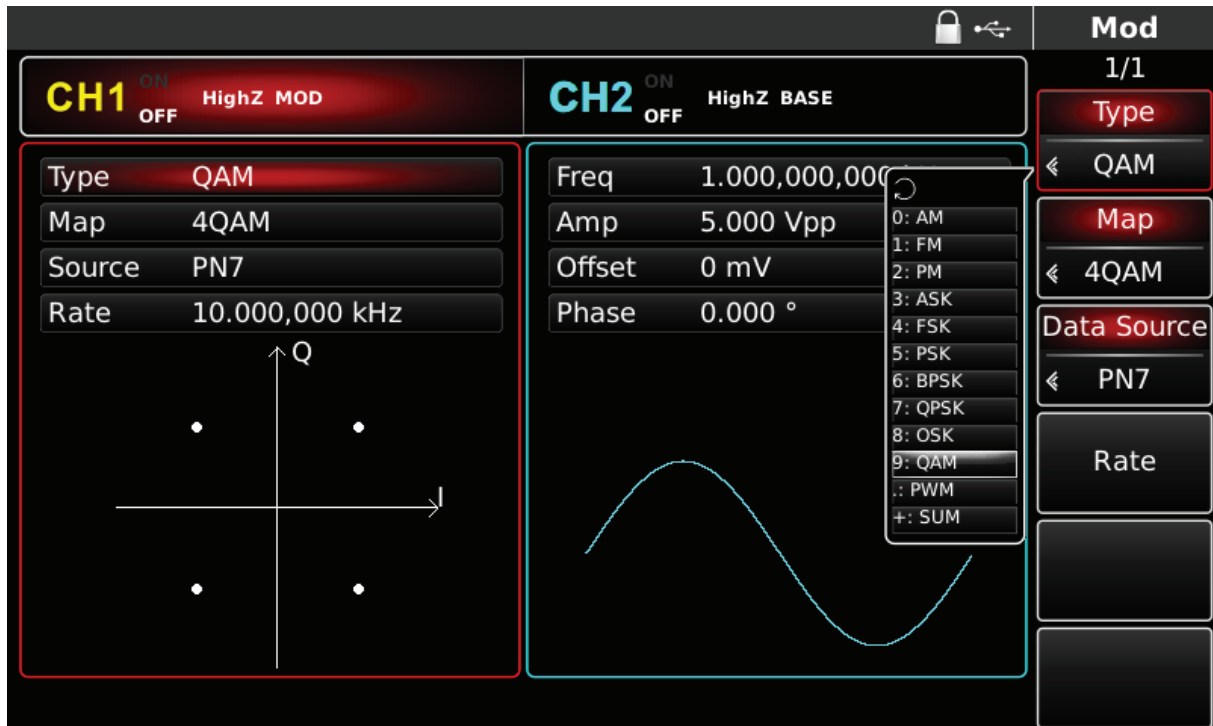 Mod
1/1
CH1 ON OFF HighZ MOD
CH2 ON OFF HighZ BASE
Type QAM
Map 4QAM
Source PN7
Rate 10.000,000 kHz
Q
I
Freq 1.000,000,000
Amp 5.000 Vpp
Offset 0 mV
Phase 0.000 °
0: AM
1: FM
2: PM
3: ASK
4: FSK
5: PSK
6: BPSK
7: QPSK
8: OSK
9: QAM
.: PWM
+: SUM
Type
QAM
Map
4QAM
Data Source
PN7
Rate